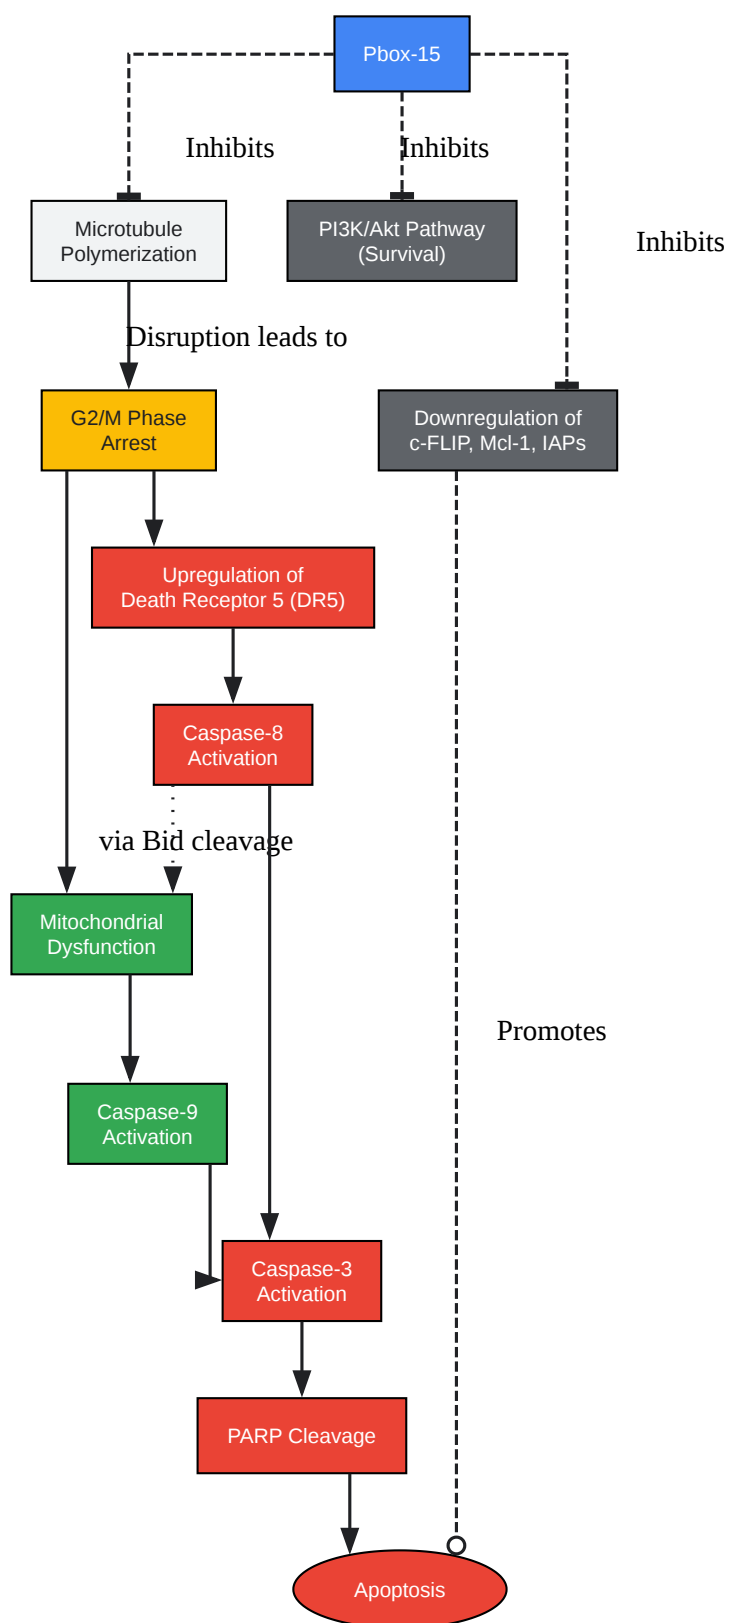 Pbox-15
Inhibits
Inhibits
Microtubule
Polymerization
PI3K/Akt Pathway
(Survival)
Inhibits
Disruption leads to
G2/M Phase
Arrest
Downregulation of
c-FLIP, Mcl-1, IAPs
Upregulation of
Death Receptor 5 (DR5)
Caspase-8
Activation
via Bid cleavage
Mitochondrial
Dysfunction
Promotes
Caspase-9
Activation
Caspase-3
Activation
PARP Cleavage
Apoptosis